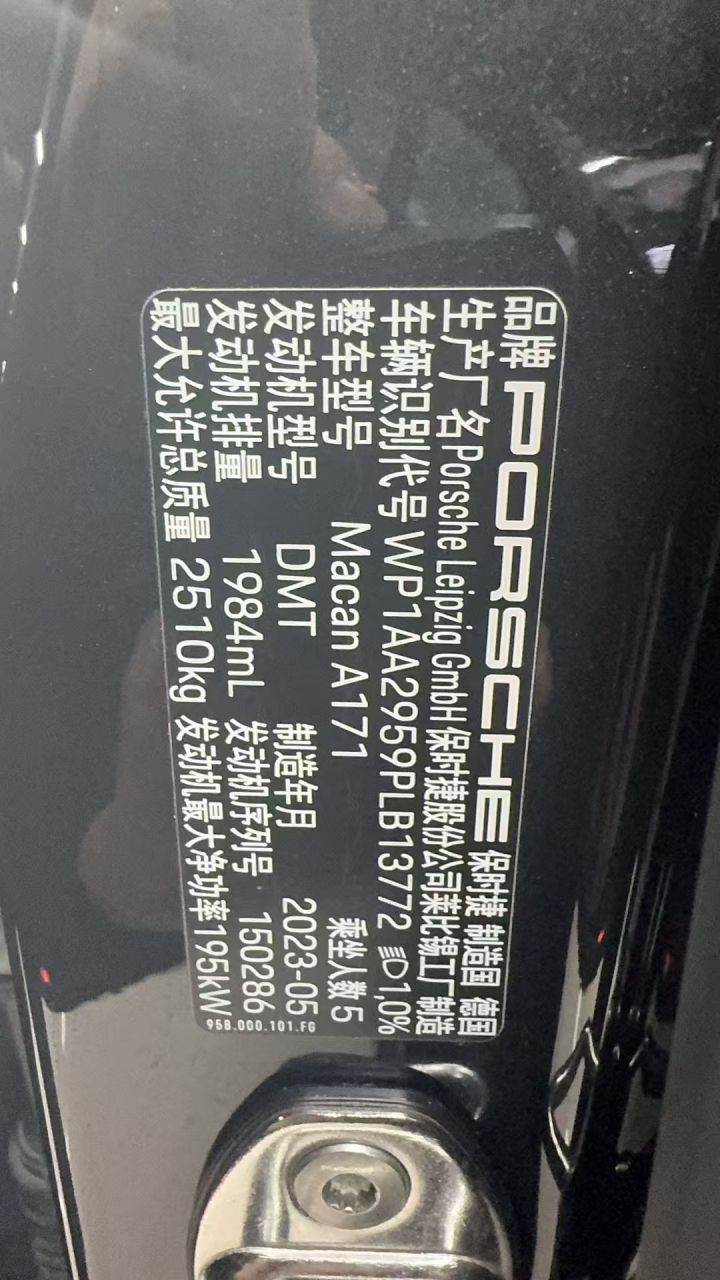 品牌 PORSCHE 保时捷 制造国 德国
生产厂名 Porsche Leipzig GmbH 保时捷股份公司莱比锡工厂制造
车辆识别代号 WP1AA2959PLB13772 1,0%
整车型号 Macan A171 乘坐人数 5
发动机型号 DMT 制造年月 2023-05
发动机排量 1984mL 发动机序列号 150286
最大允许总质量 2510kg 发动机最大净功率 195kW
95B.000.101.FG